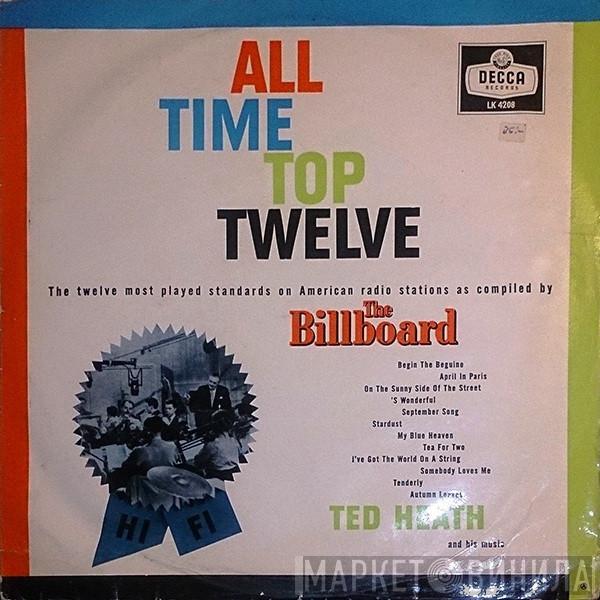 ALL
TIME
TOP
TWELVE
DECCA
RECORDS
LK 4208
The twelve most played standards on American radio stations as compiled by
The
Billboard
Begin The Beguine
April In Paris
On The Sunny Side Of The Street
'S Wonderful
September Song
Stardust
My Blue Heaven
Tea For Two
I've Got The World On A String
Somebody Loves Me
Tenderly
Autumn Leaves
TED HEATH
and his music
HI FI
МАРКЕТ ВИНИЛА